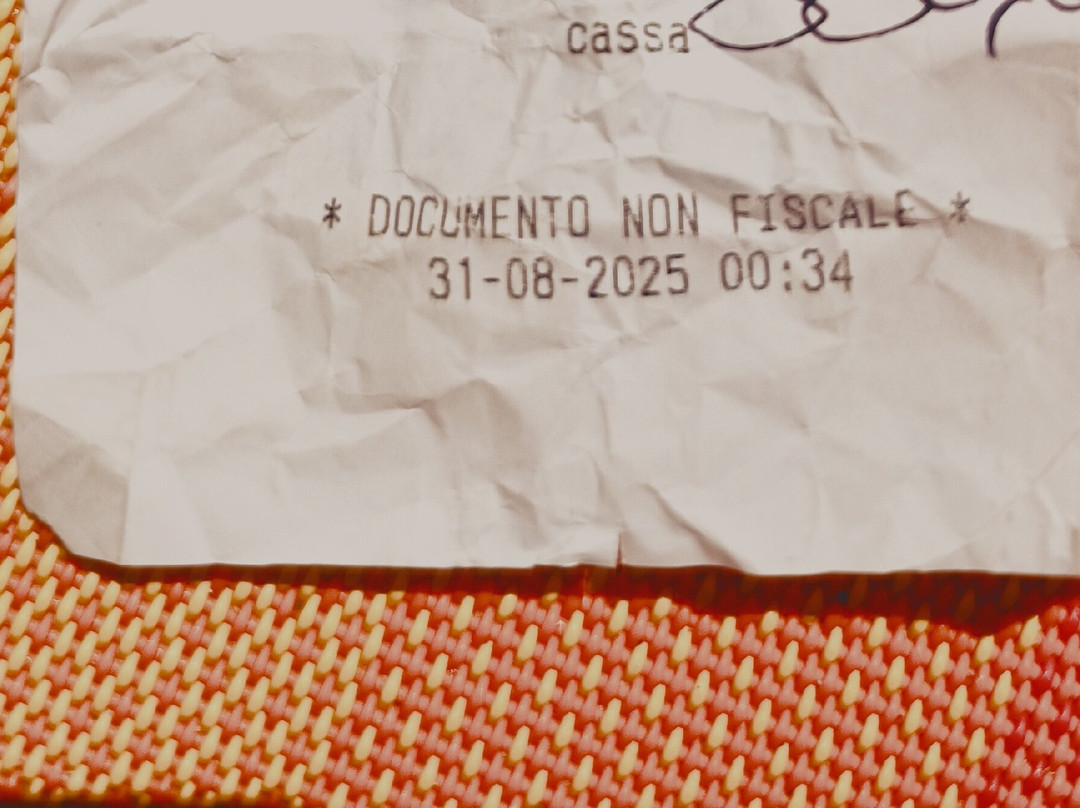 cassa
* DOCUMENTO NON FISCALE *
31-08-2025 00:34